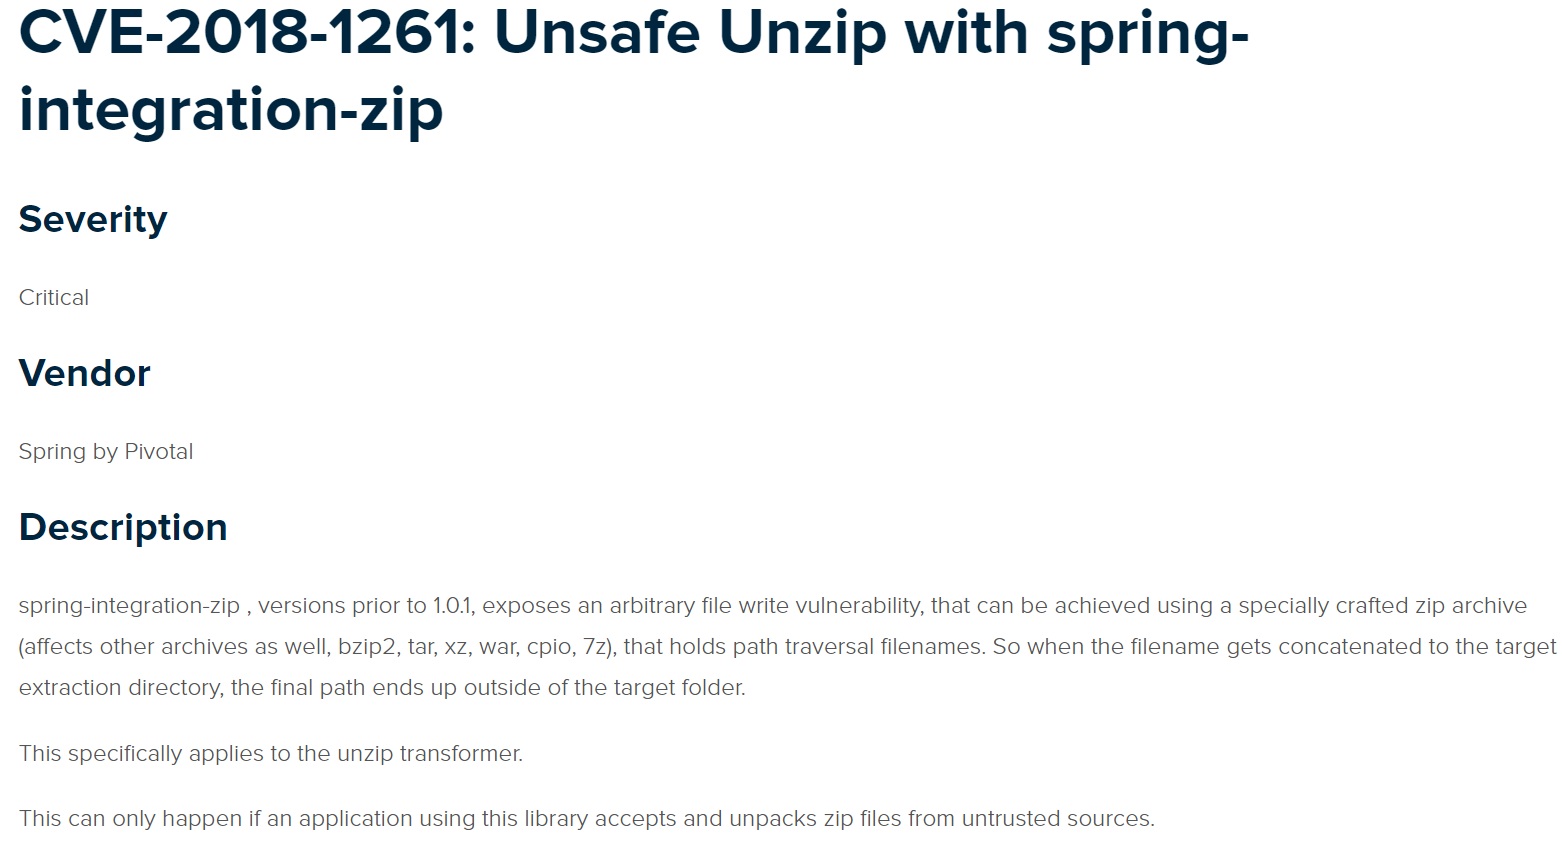 CVE-2018-1261: Unsafe Unzip with spring-
integration-zip
Severity
Critical
Vendor
Spring by Pivotal
Description
spring-integration-zip , versions prior to 1.0.1, exposes an arbitrary file write vulnerability, that can be achieved using a specially crafted zip archive
(affects other archives as well, bzip2, tar, xz, war, cpio, 7z), that holds path traversal filenames. So when the filename gets concatenated to the target
extraction directory, the final path ends up outside of the target folder.
This specifically applies to the unzip transformer.
This can only happen if an application using this library accepts and unpacks zip files from untrusted sources.